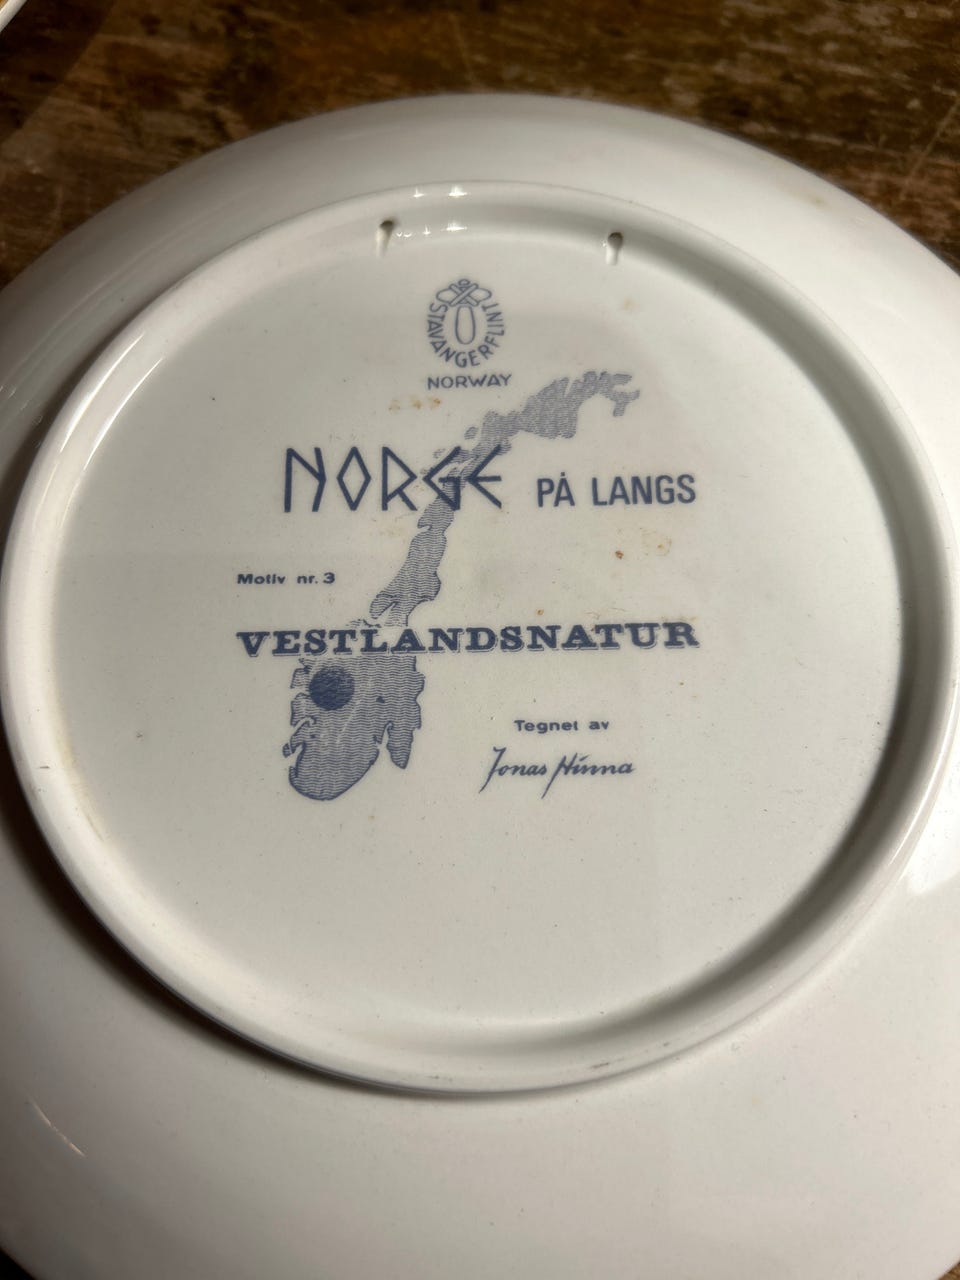 STAVANGERFLINT
NORWAY
NORGE PÅ LANGS
Motiv nr. 3
VESTLANDSNATUR
Tegnet av
Jonas Hinna